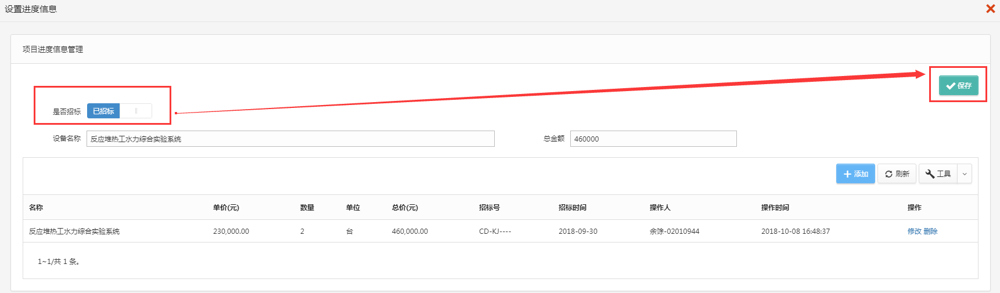 设置进度信息
项目进度信息管理
保存
是否招标 已招标
设备名称 反应堆热工水力综合实验系统 总金额 460000
添加 刷新 工具
名称 单价(元) 数量 单位 总价(元) 招标号 招标时间 操作人 操作时间 操作
反应堆热工水力综合实验系统 230,000.00 2 台 460,000.00 CD-KJ---- 2018-09-30 余馀-02010944 2018-10-08 16:48:37 修改 删除
1~1/共 1 条。